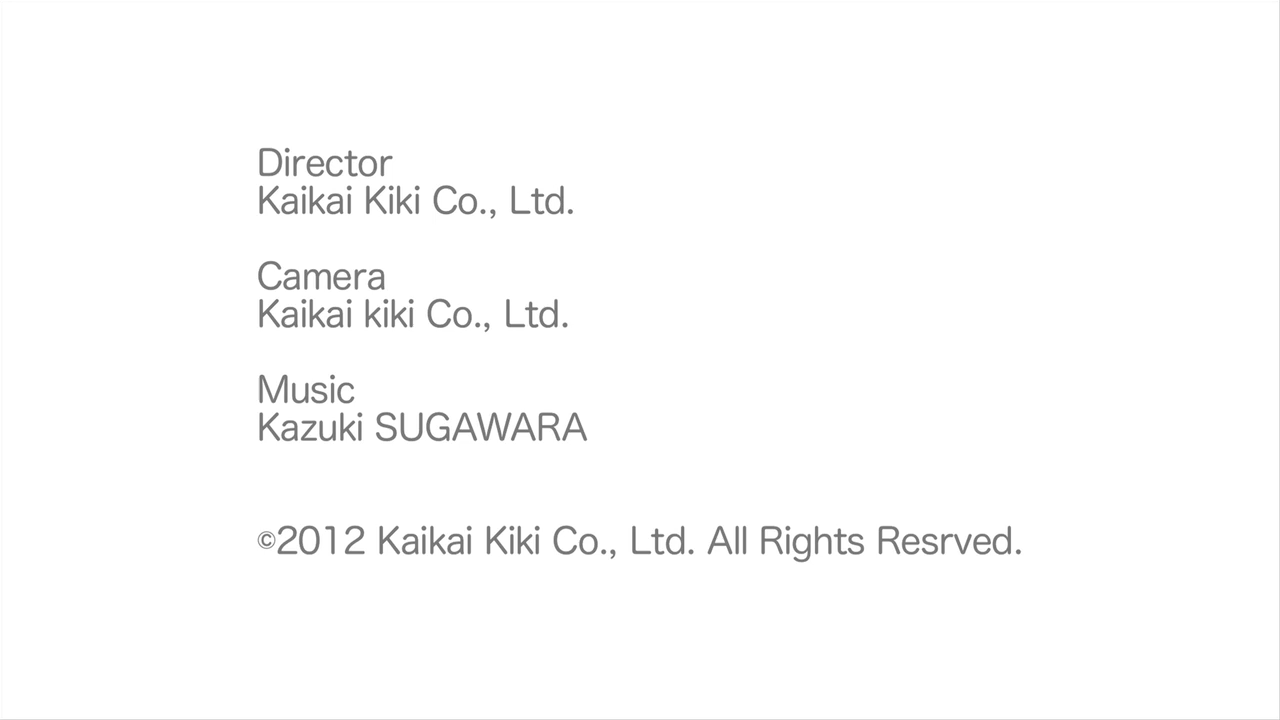 Director
Kaikai Kiki Co., Ltd.
Camera
Kaikai kiki Co., Ltd.
Music
Kazuki SUGAWARA
©2012 Kaikai Kiki Co., Ltd. All Rights Resrved.